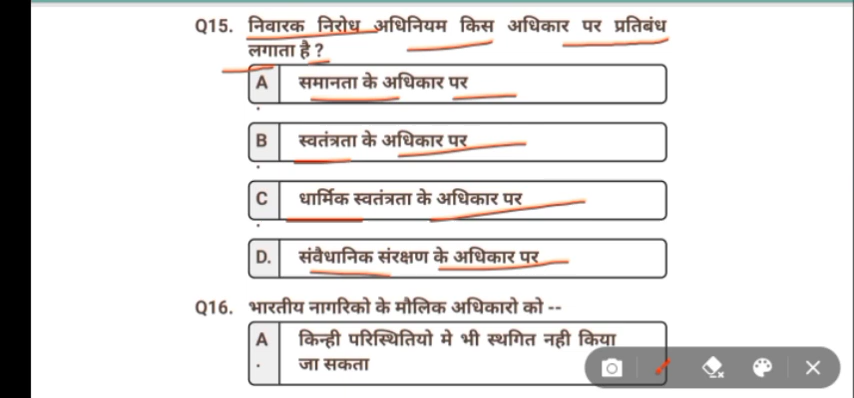 Q15. निवारक निरोध अधिनियम किस अधिकार पर प्रतिबंध
लगाता है ?
A समानता के अधिकार पर
.
B स्वतंत्रता के अधिकार पर
.
C धार्मिक स्वतंत्रता के अधिकार पर
.
D. संवैधानिक संरक्षण के अधिकार पर
Q16. भारतीय नागरिको के मौलिक अधिकारो को --
A किन्ही परिस्थितियो मे भी स्थगित नही किया
. जा सकता